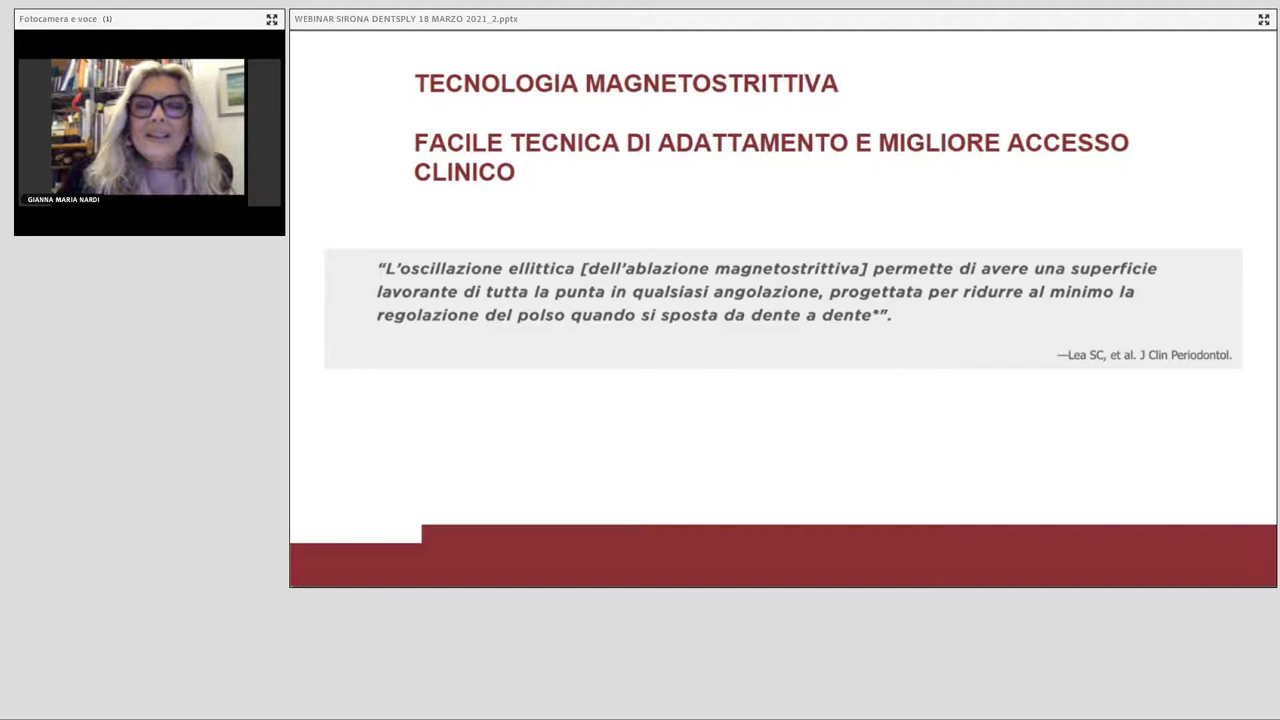 Fotocamera e voce (1)
WEBINAR SIRONA DENTSPLY 18 MARZO 2021_2.pptx
GIANNA MARIA NARDI
TECNOLOGIA MAGNETOSTRITTIVA
FACILE TECNICA DI ADATTAMENTO E MIGLIORE ACCESSO
CLINICO
“L’oscillazione ellittica [dell’ablazione magnetostrittiva] permette di avere una superficie
lavorante di tutta la punta in qualsiasi angolazione, progettata per ridurre al minimo la
regolazione del polso quando si sposta da dente a dente*”.
—Lea SC, et al. J Clin Periodontol.